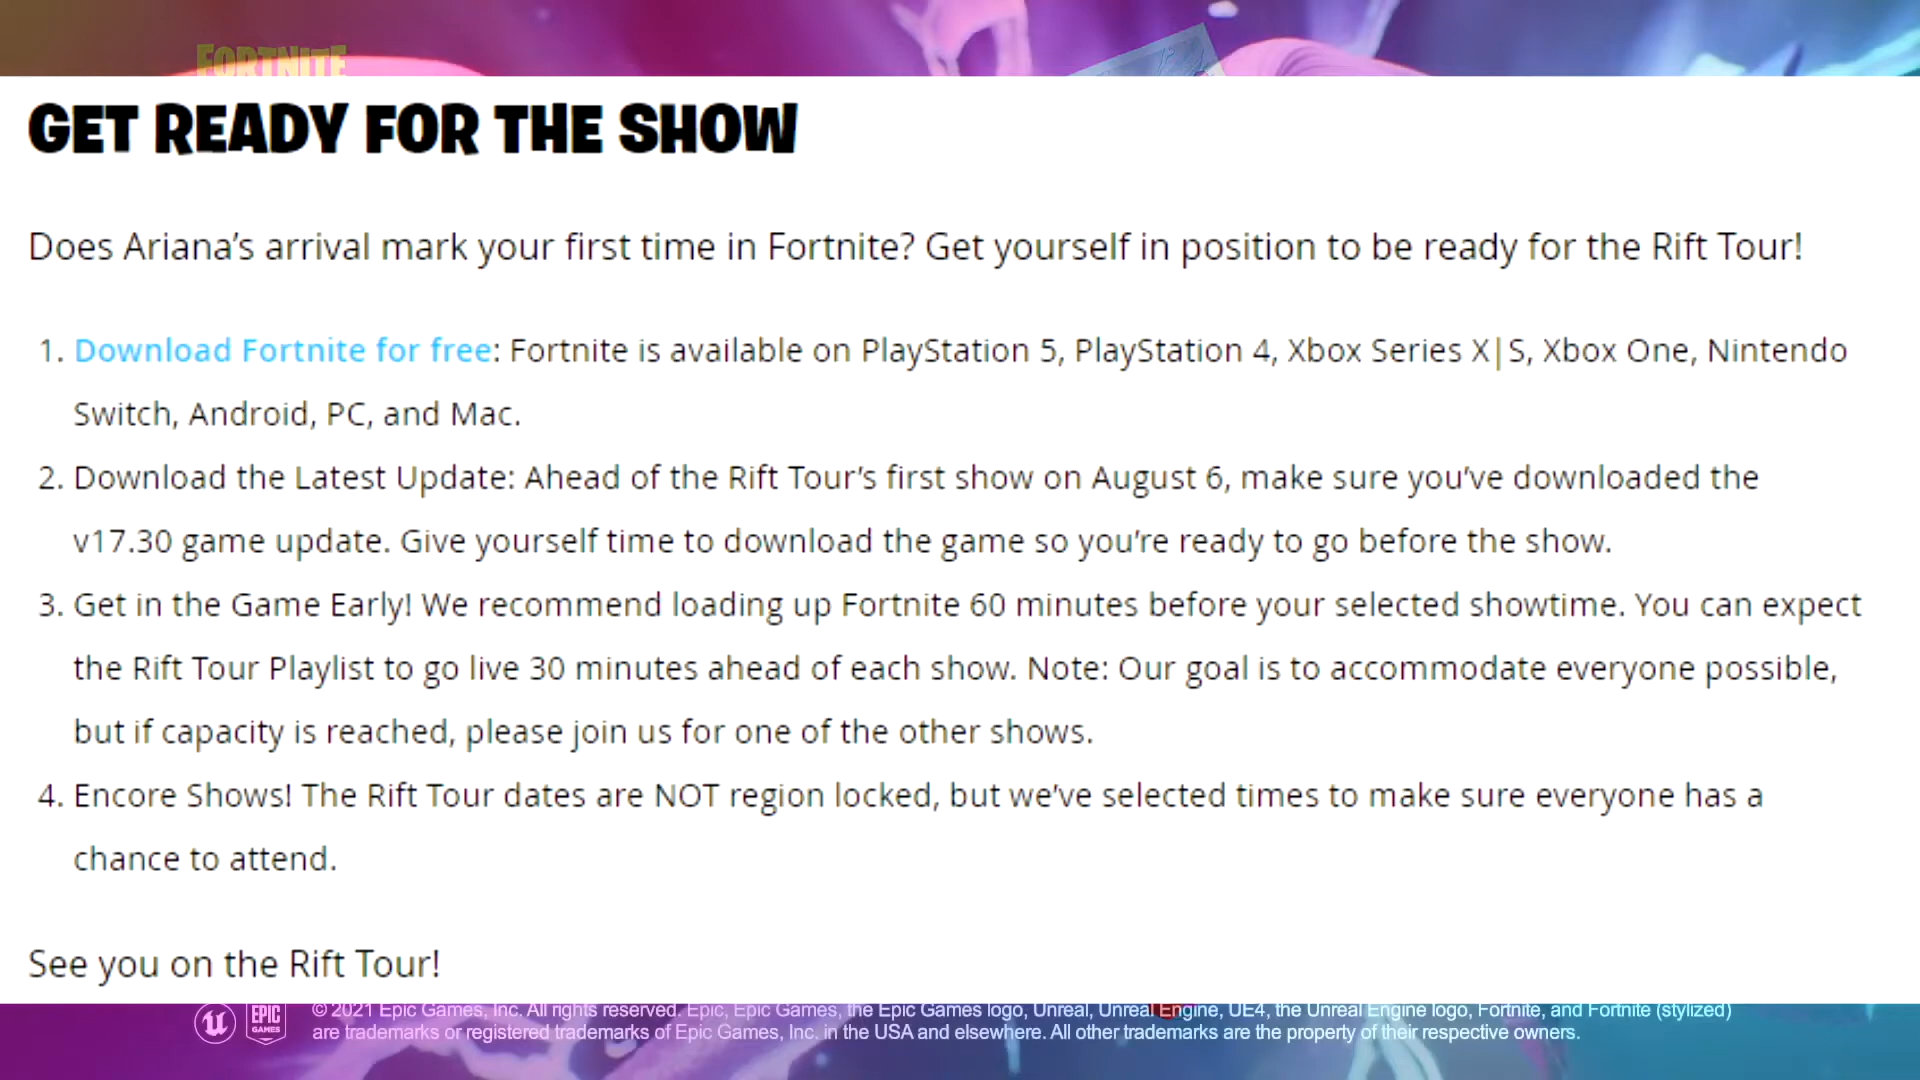 FORTNITE
GET READY FOR THE SHOW
Does Ariana’s arrival mark your first time in Fortnite? Get yourself in position to be ready for the Rift Tour!
1. Download Fortnite for free: Fortnite is available on PlayStation 5, PlayStation 4, Xbox Series X|S, Xbox One, Nintendo
Switch, Android, PC, and Mac.
2. Download the Latest Update: Ahead of the Rift Tour’s first show on August 6, make sure you’ve downloaded the
v17.30 game update. Give yourself time to download the game so you’re ready to go before the show.
3. Get in the Game Early! We recommend loading up Fortnite 60 minutes before your selected showtime. You can expect
the Rift Tour Playlist to go live 30 minutes ahead of each show. Note: Our goal is to accommodate everyone possible,
but if capacity is reached, please join us for one of the other shows.
4. Encore Shows! The Rift Tour dates are NOT region locked, but we’ve selected times to make sure everyone has a
chance to attend.
See you on the Rift Tour!
EPIC
GAMES
© 2021 Epic Games, Inc. All rights reserved. Epic, Epic Games, the Epic Games logo, Unreal, Unreal Engine, UE4, the Unreal Engine logo, Fortnite, and Fortnite (stylized)
are trademarks or registered trademarks of Epic Games, Inc. in the USA and elsewhere. All other trademarks are the property of their respective owners.